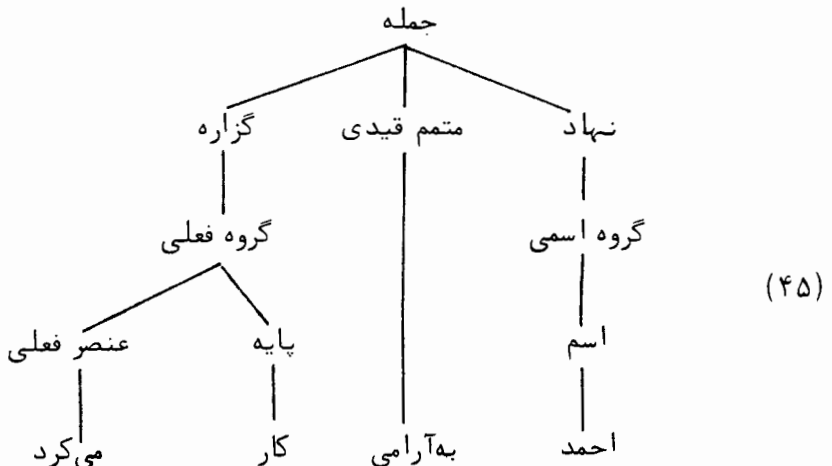 جمله
نهاد متمم قیدی گزاره
گروه اسمی گروه فعلی
(۴۵)
اسم پایه عنصر فعلی
احمد به‌آرامی کار می‌کرد